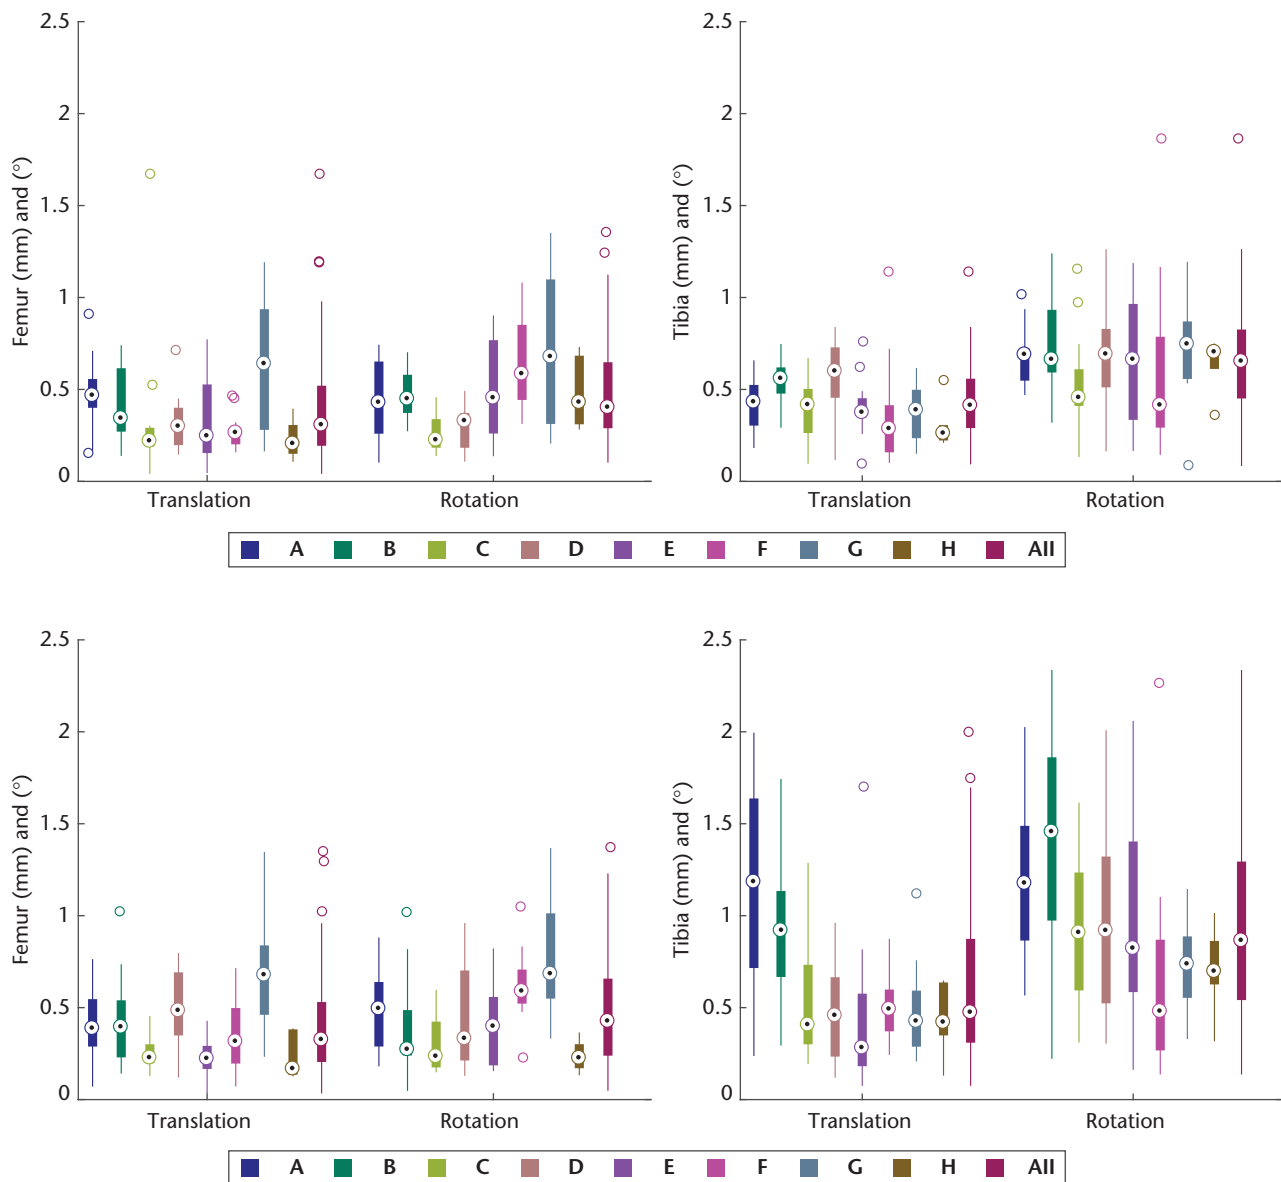 2.5
2
1.5
1
0.5
0
Femur (mm) and (°)
Translation
Rotation
2.5
2
1.5
1
0.5
0
Tibia (mm) and (°)
Translation
Rotation
A B C D E F G H All
2.5
2
1.5
1
0.5
0
Femur (mm) and (°)
Translation
Rotation
2.5
2
1.5
1
0.5
0
Tibia (mm) and (°)
Translation
Rotation
A B C D E F G H All